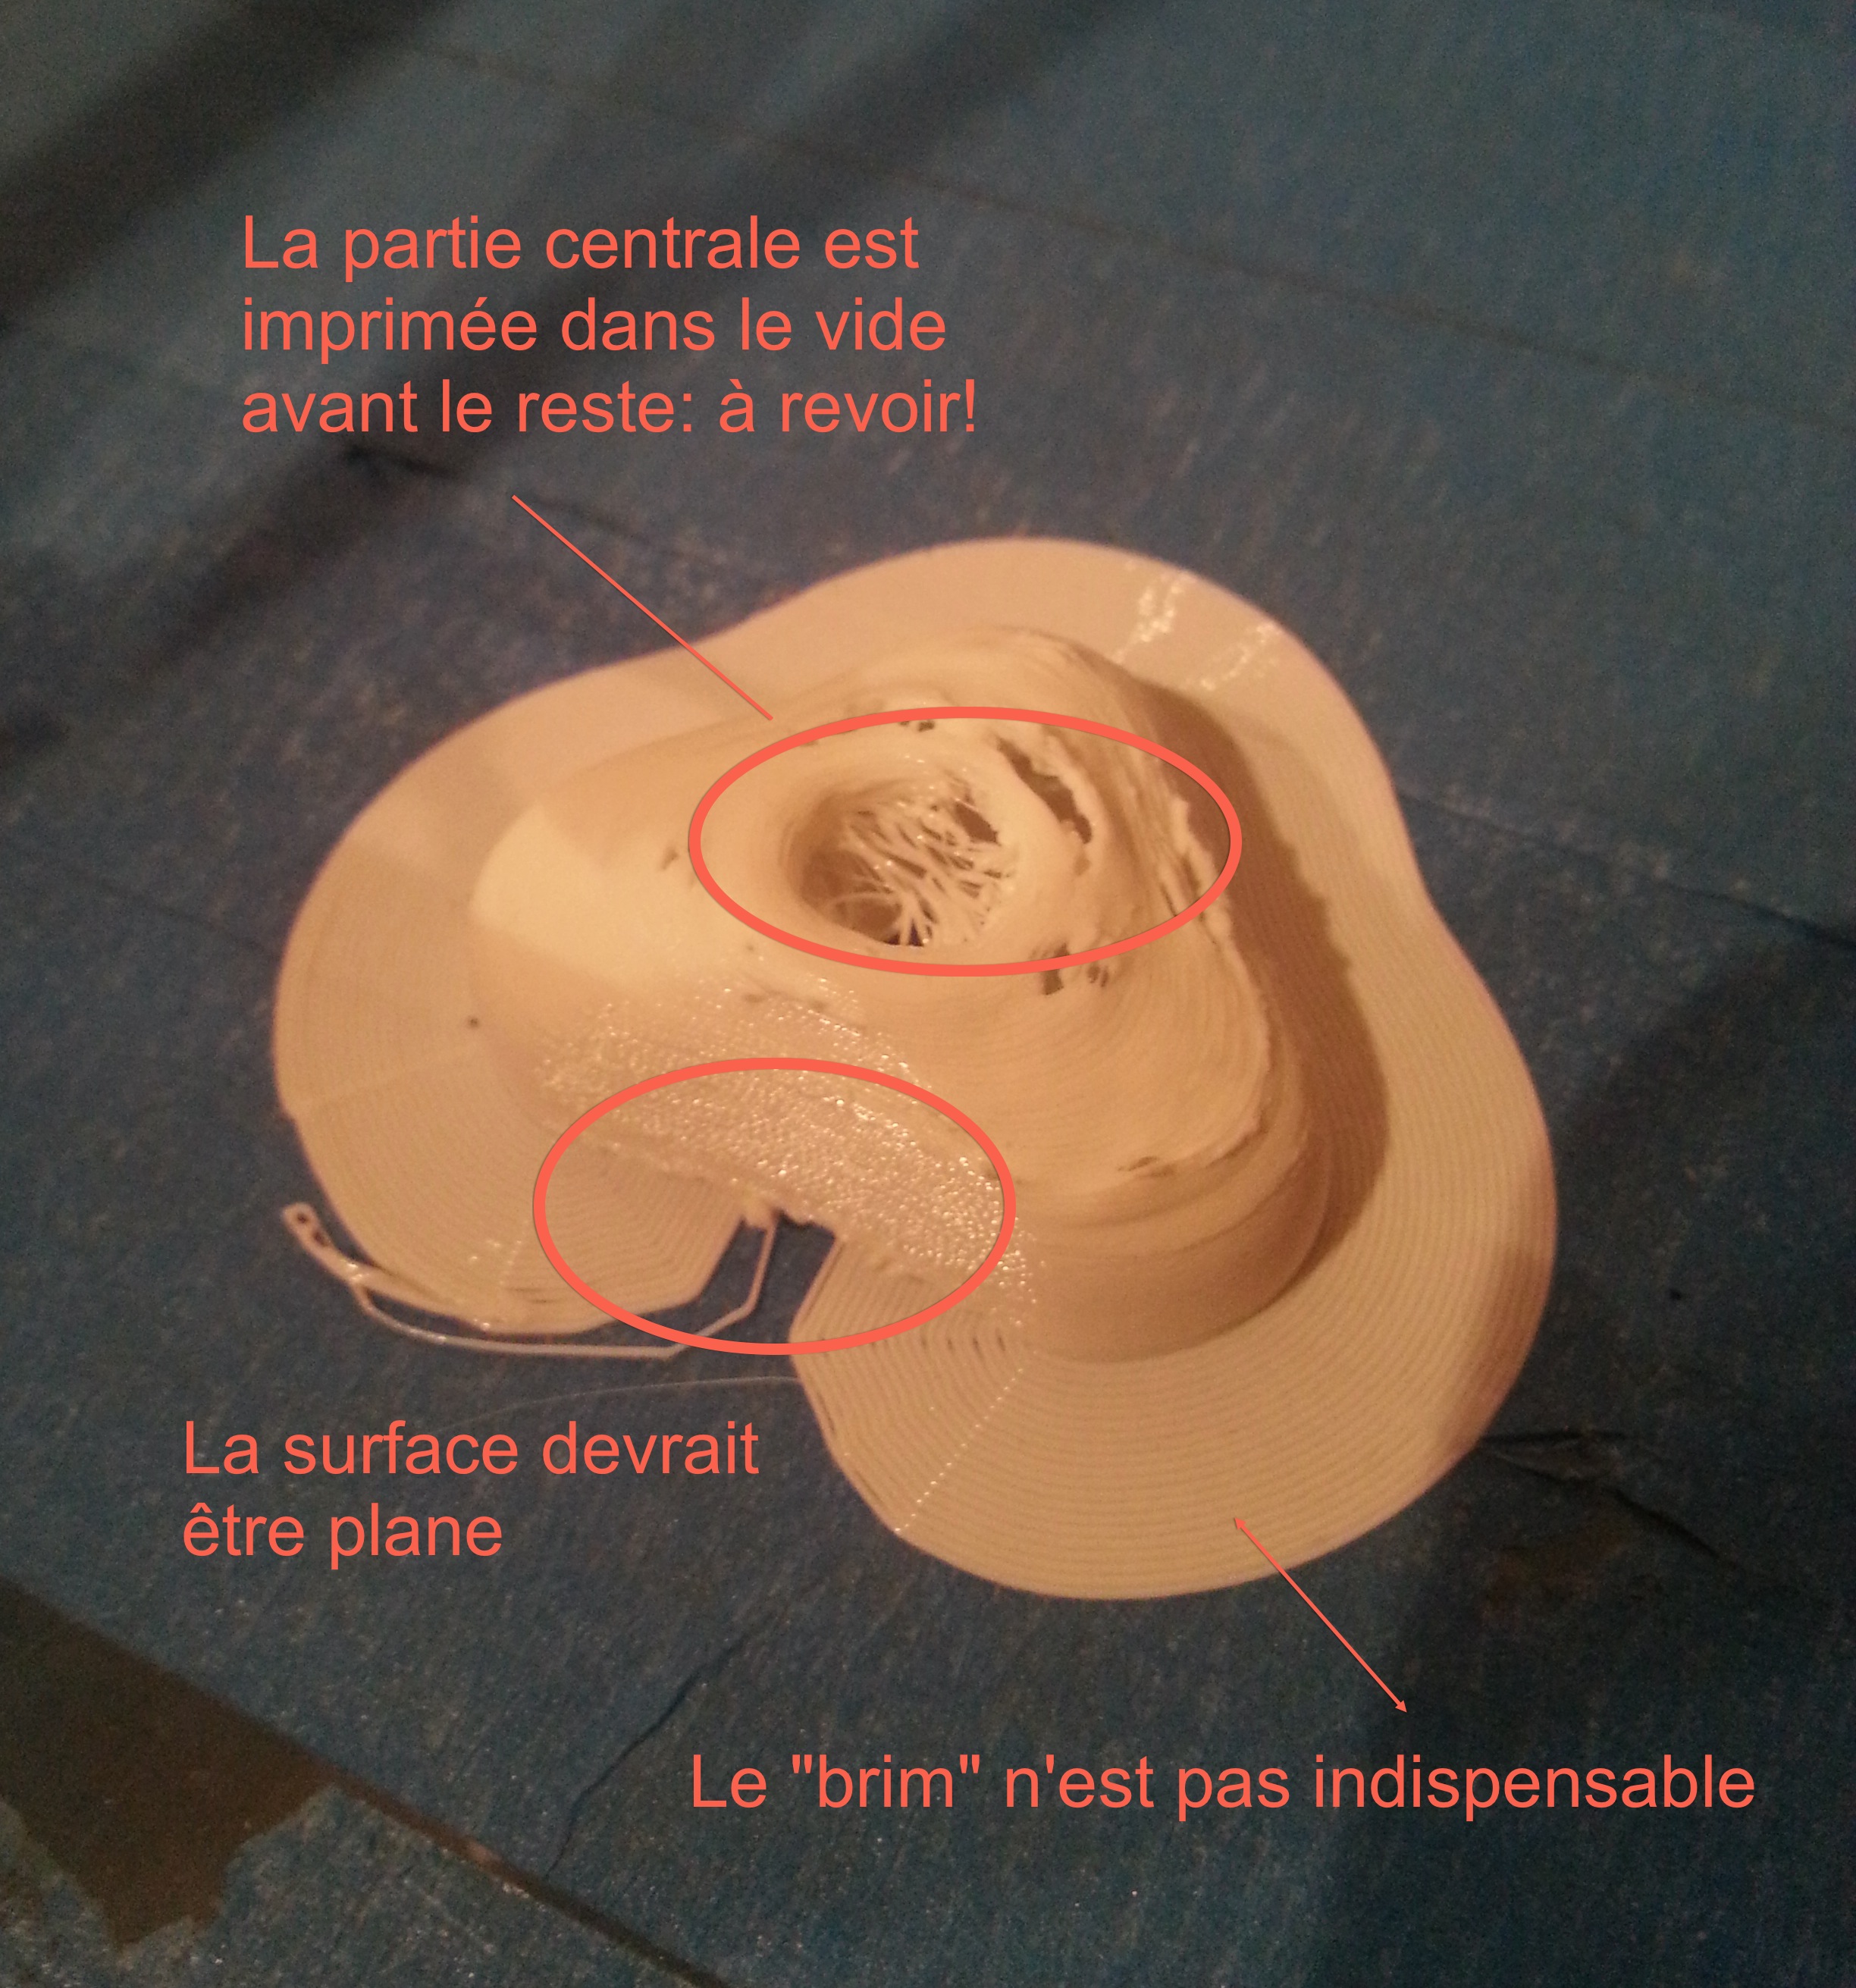 La partie centrale est
imprimée dans le vide
avant le reste: à revoir!
La surface devrait
être plane
Le "brim" n'est pas indispensable